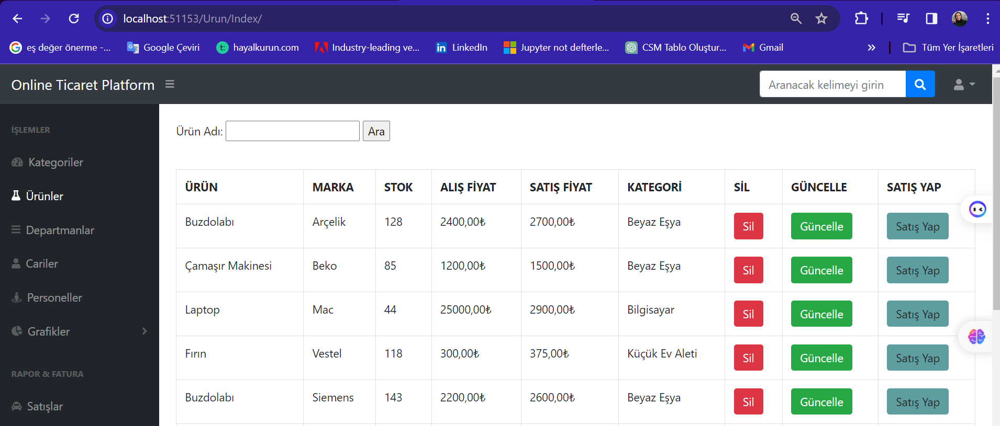 localhost:51153/Urun/Index/
eş değer önerme -... Google Çeviri hayalkurun.com Industry-leading ve... LinkedIn Jupyter not defterle... CSM Tablo Oluştur... Gmail » Tüm Yer İşaretleri
Online Ticaret Platform Aranacak kelimeyi girin
İŞLEMLER
Kategoriler
Ürünler
Departmanlar
Cariler
Personeller
Grafikler
RAPOR & FATURA
Satışlar
Ürün Adı: Ara
ÜRÜN MARKA STOK ALIŞ FİYAT SATIŞ FİYAT KATEGORİ SİL GÜNCELLE SATIŞ YAP
Buzdolabı Arçelik 128 2400,00₺ 2700,00₺ Beyaz Eşya Sil Güncelle Satış Yap
Çamaşır Makinesi Beko 85 1200,00₺ 1500,00₺ Beyaz Eşya Sil Güncelle Satış Yap
Laptop Mac 44 25000,00₺ 2900,00₺ Bilgisayar Sil Güncelle Satış Yap
Fırın Vestel 118 300,00₺ 375,00₺ Küçük Ev Aleti Sil Güncelle Satış Yap
Buzdolabı Siemens 143 2200,00₺ 2600,00₺ Beyaz Eşya Sil Güncelle Satış Yap